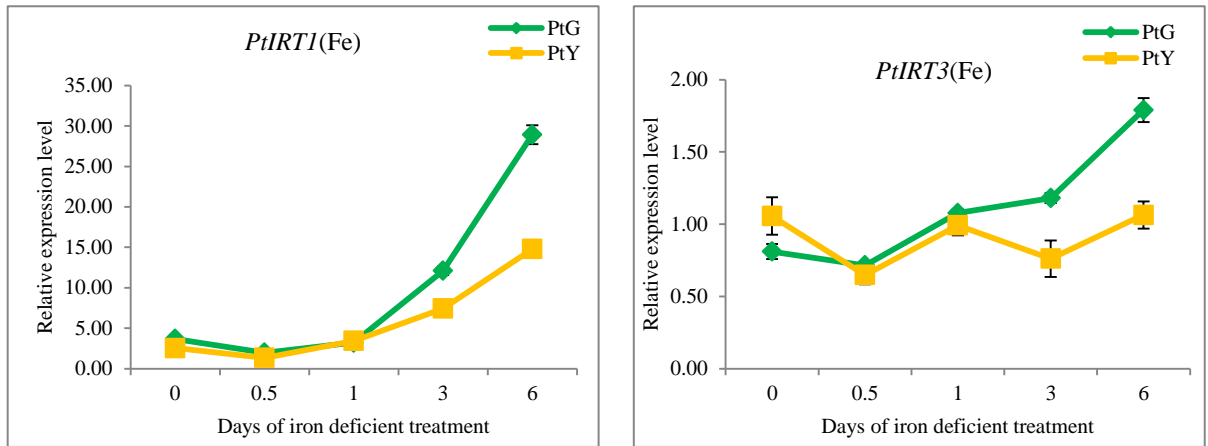 PtIRT1(Fe)
PtG
PtY
Relative expression level
35.00
30.00
25.00
20.00
15.00
10.00
5.00
0.00
0 0.5 1 3 6
Days of iron deficient treatment
PtIRT3(Fe)
PtG
PtY
Relative expression level
2.00
1.50
1.00
0.50
0.00
0 0.5 1 3 6
Days of iron deficient treatment